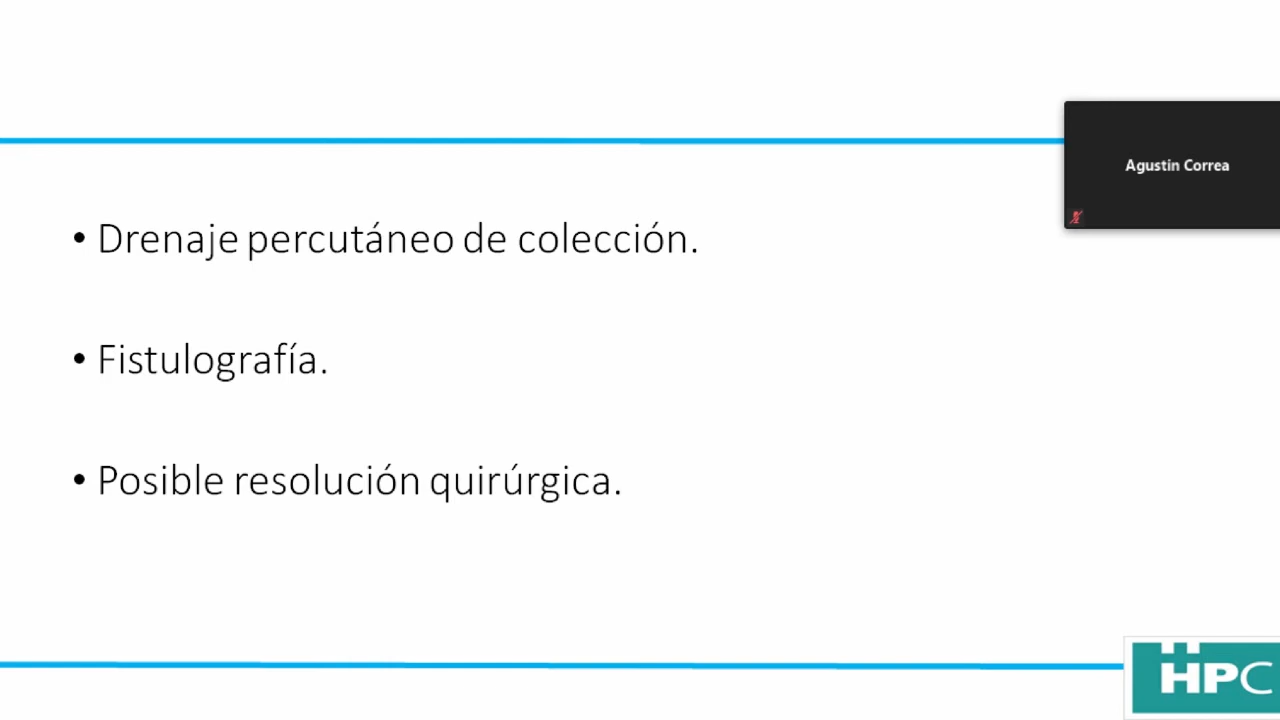 Agustin Correa
• Drenaje percutáneo de colección.
• Fistulografía.
• Posible resolución quirúrgica.
HPC